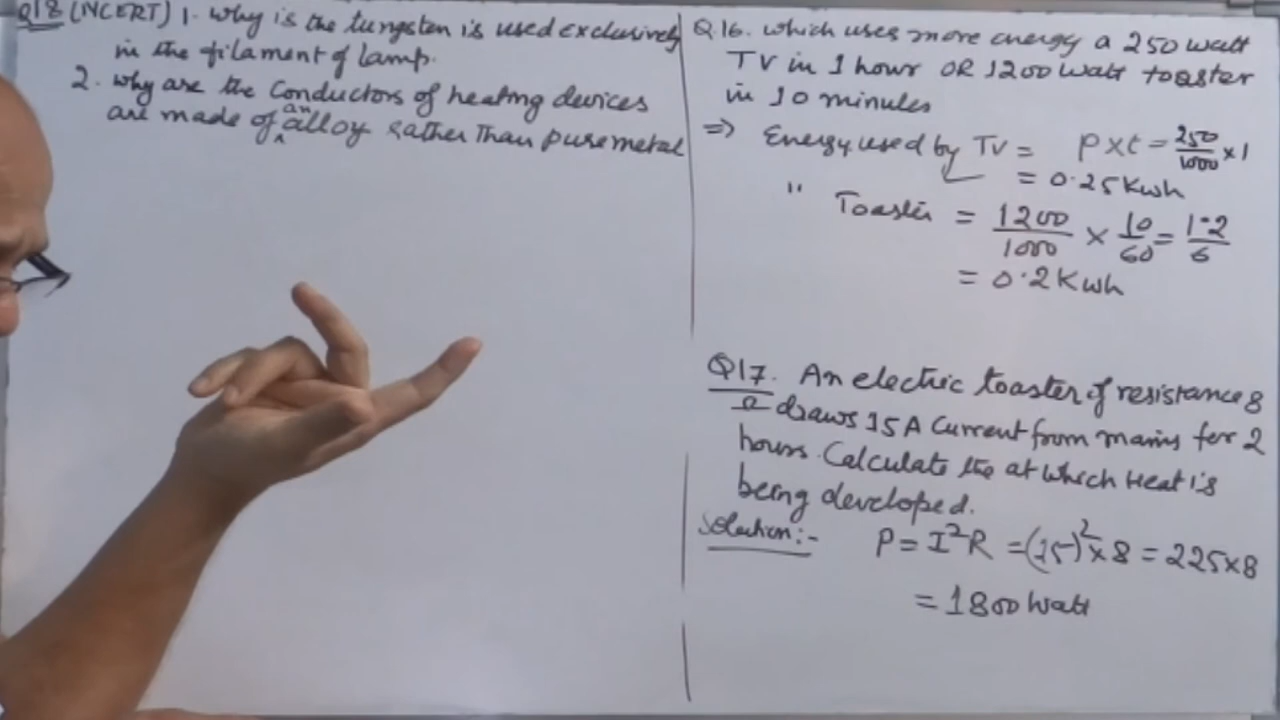 Q18 (NCERT) 1. Why is the tungsten is used exclusively
in the filament of lamp.
2. why are the Conductors of heating devices
are made of an alloy rather than pure metal
Q16. which uses more energy a 250 watt
TV in 1 hour OR 1200 watt toaster
in 10 minutes
⇒ Energy used by TV = P x t = 250/1000 x 1
= 0.25 Kwh
" Toaster = 1200/1000 x 10/60 = 1.2/6
= 0.2 Kwh
Q17. An electric toaster of resistance 8
Ω draws 15 A Current from mains for 2
hours. Calculate the at which Heat is
being developed.
Solution:- P = I²R = (15)² x 8 = 225 x 8
= 1800 Watt